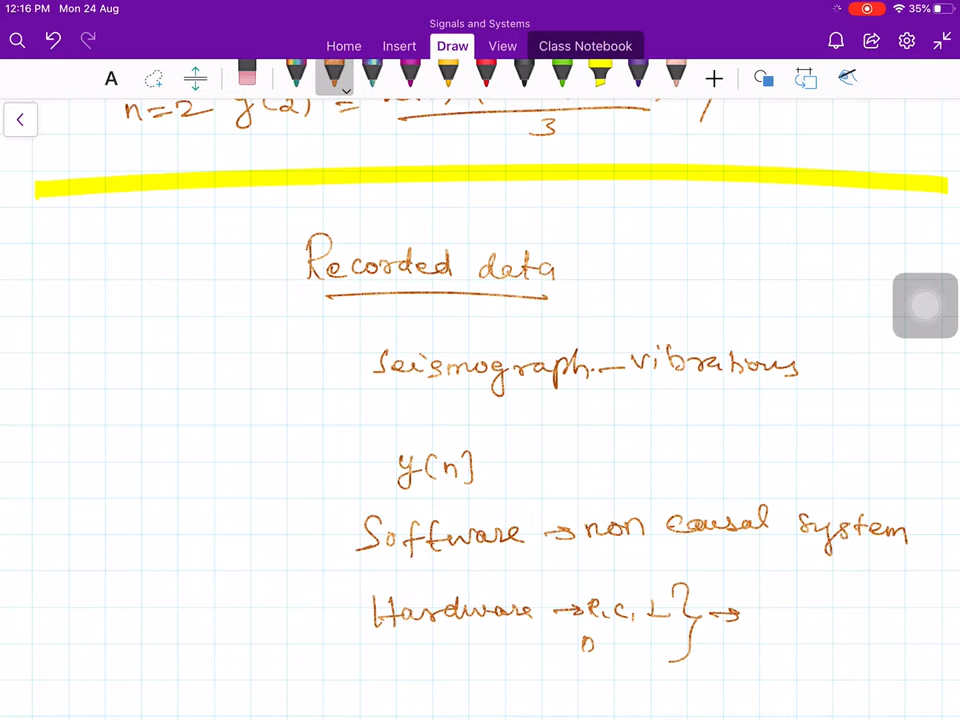 12:16 PM Mon 24 Aug
35%
Signals and Systems
Home Insert Draw View Class Notebook
A
n=2 y(2) =
3
Recorded data
Seismograph - vibrations
y[n]
Software → non causal system
Hardware → R, C, L } →
D